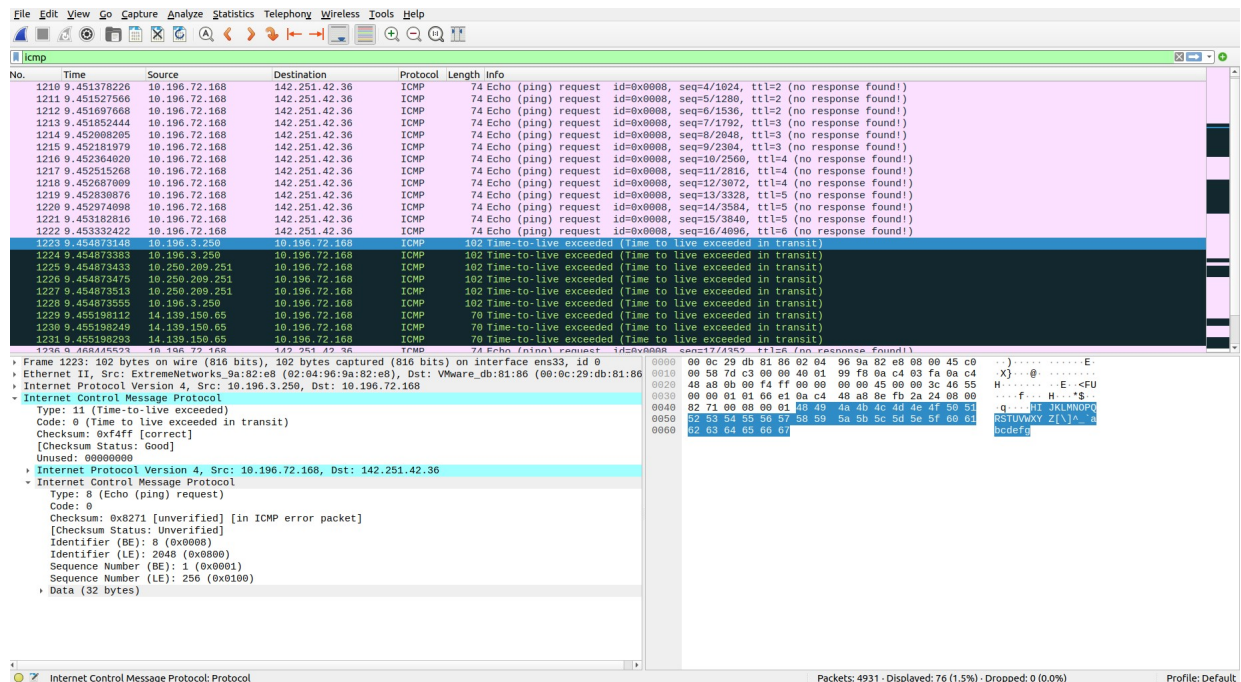 File Edit View Go Capture Analyze Statistics Telephony Wireless Tools Help
icmp
No. Time Source Destination Protocol Length Info
1210 9.451378226 10.196.72.168 142.251.42.36 ICMP 74 Echo (ping) request id=0x0008, seq=4/1024, ttl=2 (no response found!)
1211 9.451527566 10.196.72.168 142.251.42.36 ICMP 74 Echo (ping) request id=0x0008, seq=5/1280, ttl=2 (no response found!)
1212 9.451697668 10.196.72.168 142.251.42.36 ICMP 74 Echo (ping) request id=0x0008, seq=6/1536, ttl=2 (no response found!)
1213 9.451852444 10.196.72.168 142.251.42.36 ICMP 74 Echo (ping) request id=0x0008, seq=7/1792, ttl=3 (no response found!)
1214 9.452008205 10.196.72.168 142.251.42.36 ICMP 74 Echo (ping) request id=0x0008, seq=8/2048, ttl=3 (no response found!)
1215 9.452181979 10.196.72.168 142.251.42.36 ICMP 74 Echo (ping) request id=0x0008, seq=9/2304, ttl=3 (no response found!)
1216 9.452364020 10.196.72.168 142.251.42.36 ICMP 74 Echo (ping) request id=0x0008, seq=10/2560, ttl=4 (no response found!)
1217 9.452515268 10.196.72.168 142.251.42.36 ICMP 74 Echo (ping) request id=0x0008, seq=11/2816, ttl=4 (no response found!)
1218 9.452687009 10.196.72.168 142.251.42.36 ICMP 74 Echo (ping) request id=0x0008, seq=12/3072, ttl=4 (no response found!)
1219 9.452830876 10.196.72.168 142.251.42.36 ICMP 74 Echo (ping) request id=0x0008, seq=13/3328, ttl=5 (no response found!)
1220 9.452974098 10.196.72.168 142.251.42.36 ICMP 74 Echo (ping) request id=0x0008, seq=14/3584, ttl=5 (no response found!)
1221 9.453182816 10.196.72.168 142.251.42.36 ICMP 74 Echo (ping) request id=0x0008, seq=15/3840, ttl=5 (no response found!)
1222 9.453332422 10.196.72.168 142.251.42.36 ICMP 74 Echo (ping) request id=0x0008, seq=16/4096, ttl=6 (no response found!)
1223 9.454873148 10.196.3.250 10.196.72.168 ICMP 102 Time-to-live exceeded (Time to live exceeded in transit)
1224 9.454873383 10.196.3.250 10.196.72.168 ICMP 102 Time-to-live exceeded (Time to live exceeded in transit)
1225 9.454873433 10.250.209.251 10.196.72.168 ICMP 102 Time-to-live exceeded (Time to live exceeded in transit)
1226 9.454873475 10.250.209.251 10.196.72.168 ICMP 102 Time-to-live exceeded (Time to live exceeded in transit)
1227 9.454873513 10.250.209.251 10.196.72.168 ICMP 102 Time-to-live exceeded (Time to live exceeded in transit)
1228 9.454873555 10.196.3.250 10.196.72.168 ICMP 102 Time-to-live exceeded (Time to live exceeded in transit)
1229 9.455198112 14.139.150.65 10.196.72.168 ICMP 70 Time-to-live exceeded (Time to live exceeded in transit)
1230 9.455198249 14.139.150.65 10.196.72.168 ICMP 70 Time-to-live exceeded (Time to live exceeded in transit)
1231 9.455198293 14.139.150.65 10.196.72.168 ICMP 70 Time-to-live exceeded (Time to live exceeded in transit)
1236 9.468445523 10.196.72.168 142.251.42.36 ICMP 74 Echo (ping) request id=0x0008, seq=17/4352, ttl=6 (no response found!)
Frame 1223: 102 bytes on wire (816 bits), 102 bytes captured (816 bits) on interface ens33, id 0
Ethernet II, Src: ExtremeNetworks_9a:82:e8 (02:04:96:9a:82:e8), Dst: VMware_db:81:86 (00:0c:29:db:81:86
Internet Protocol Version 4, Src: 10.196.3.250, Dst: 10.196.72.168
Internet Control Message Protocol
Type: 11 (Time-to-live exceeded)
Code: 0 (Time to live exceeded in transit)
Checksum: 0xf4ff [correct]
[Checksum Status: Good]
Unused: 00000000
Internet Protocol Version 4, Src: 10.196.72.168, Dst: 142.251.42.36
Internet Control Message Protocol
Type: 8 (Echo (ping) request)
Code: 0
Checksum: 0x8271 [unverified] [in ICMP error packet]
[Checksum Status: Unverified]
Identifier (BE): 8 (0x0008)
Identifier (LE): 2048 (0x0800)
Sequence Number (BE): 1 (0x0001)
Sequence Number (LE): 256 (0x0100)
Data (32 bytes)
0000 00 0c 29 db 81 86 02 04 96 9a 82 e8 08 00 45 c0 ··)····· ······E·
0010 00 58 7d c3 00 00 40 01 99 f8 0a c4 03 fa 0a c4 ·X}···@· ········
0020 48 a8 0b 00 f4 ff 00 00 00 00 45 00 00 3c 46 55 H······· ··E··<FU
0030 00 00 01 01 66 e1 0a c4 48 a8 8e fb 2a 24 08 00 ····f··· H···*$··
0040 82 71 00 08 00 01 48 49 4a 4b 4c 4d 4e 4f 50 51 ·q····HI JKLMNOPQ
0050 52 53 54 55 56 57 58 59 5a 5b 5c 5d 5e 5f 60 61 RSTUVWXY Z[\]^_`a
0060 62 63 64 65 66 67 bcdefg
Internet Control Message Protocol: Protocol
Packets: 4931 · Displayed: 76 (1.5%) · Dropped: 0 (0.0%)
Profile: Default